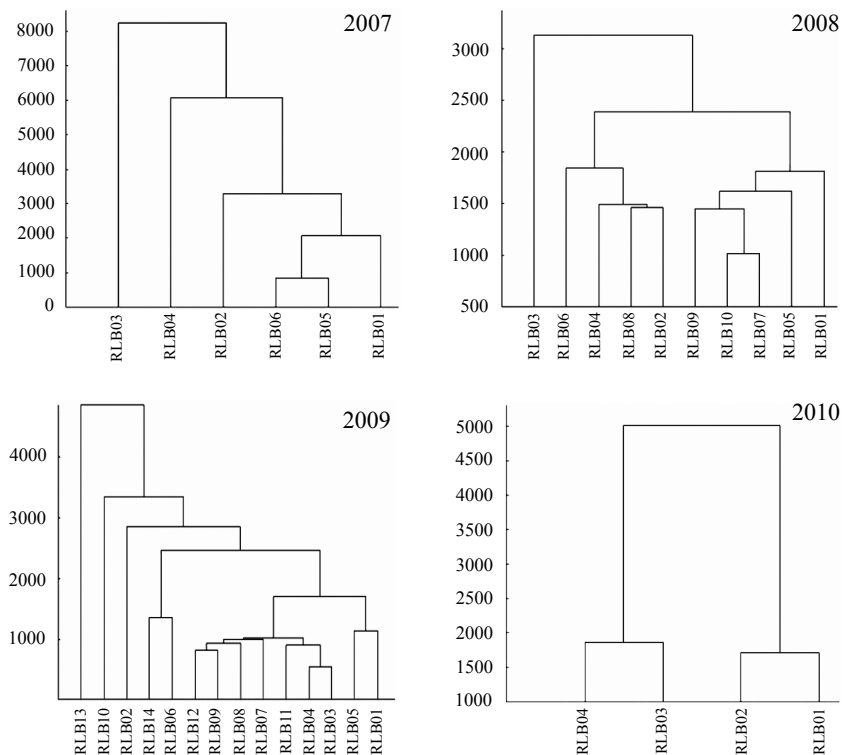 2007
8000
7000
6000
5000
4000
3000
2000
1000
0
RLB03
RLB04
RLB02
RLB06
RLB05
RLB01
2008
3000
2500
2000
1500
1000
500
RLB03
RLB06
RLB04
RLB08
RLB02
RLB09
RLB10
RLB07
RLB05
RLB01
2009
4000
3000
2000
1000
RLB13
RLB10
RLB02
RLB14
RLB06
RLB12
RLB09
RLB08
RLB07
RLB11
RLB04
RLB03
RLB05
RLB01
2010
5000
4500
4000
3500
3000
2500
2000
1500
1000
RLB04
RLB03
RLB02
RLB01